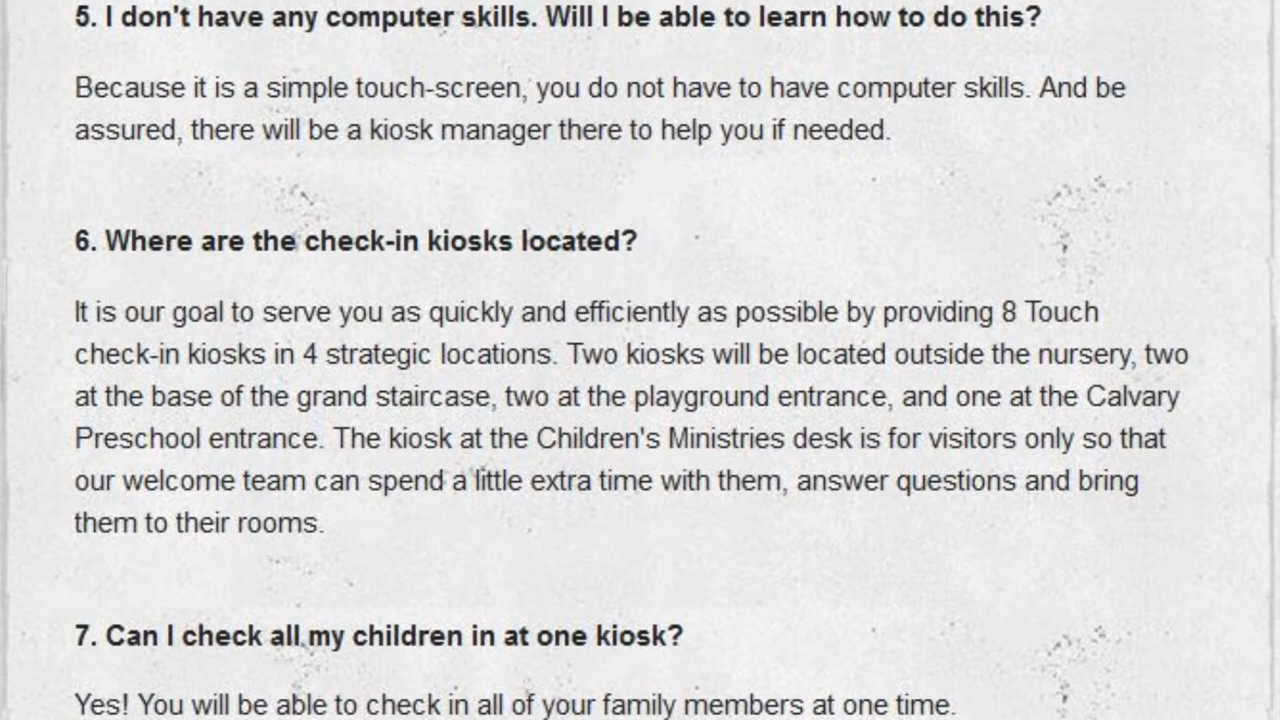 5. I don't have any computer skills. Will I be able to learn how to do this?
Because it is a simple touch-screen, you do not have to have computer skills. And be
assured, there will be a kiosk manager there to help you if needed.
6. Where are the check-in kiosks located?
It is our goal to serve you as quickly and efficiently as possible by providing 8 Touch
check-in kiosks in 4 strategic locations. Two kiosks will be located outside the nursery, two
at the base of the grand staircase, two at the playground entrance, and one at the Calvary
Preschool entrance. The kiosk at the Children's Ministries desk is for visitors only so that
our welcome team can spend a little extra time with them, answer questions and bring
them to their rooms.
7. Can I check all my children in at one kiosk?
Yes! You will be able to check in all of your family members at one time.